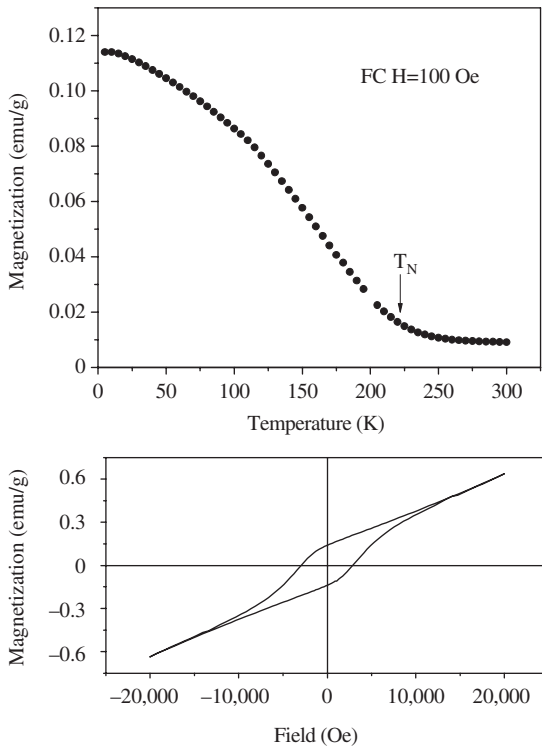 0.12
FC H=100 Oe
0.10
0.08
0.06
0.04
0.02
0
Magnetization (emu/g)
T_N
0 50 100 150 200 250 300
Temperature (K)
0.6
0.3
0
−0.3
−0.6
Magnetization (emu/g)
−20,000 −10,000 0 10,000 20,000
Field (Oe)